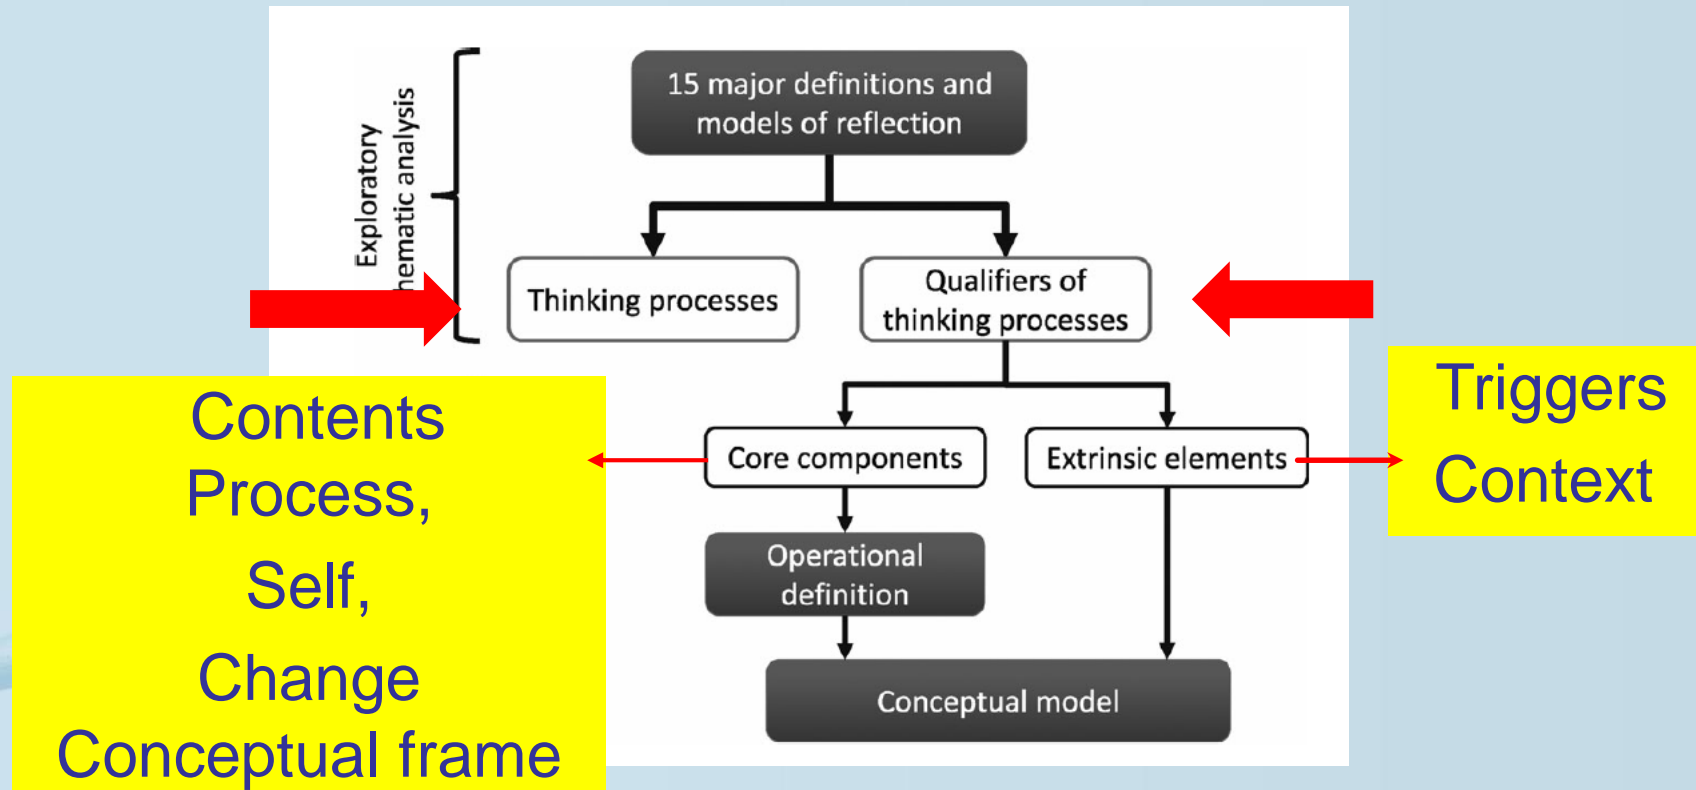 15 major definitions and
models of reflection
Exploratory
hematic analysis
Thinking processes
Qualifiers of
thinking processes
Core components
Extrinsic elements
Operational
definition
Conceptual model
Contents
Process,
Self,
Change
Conceptual frame
Triggers
Context